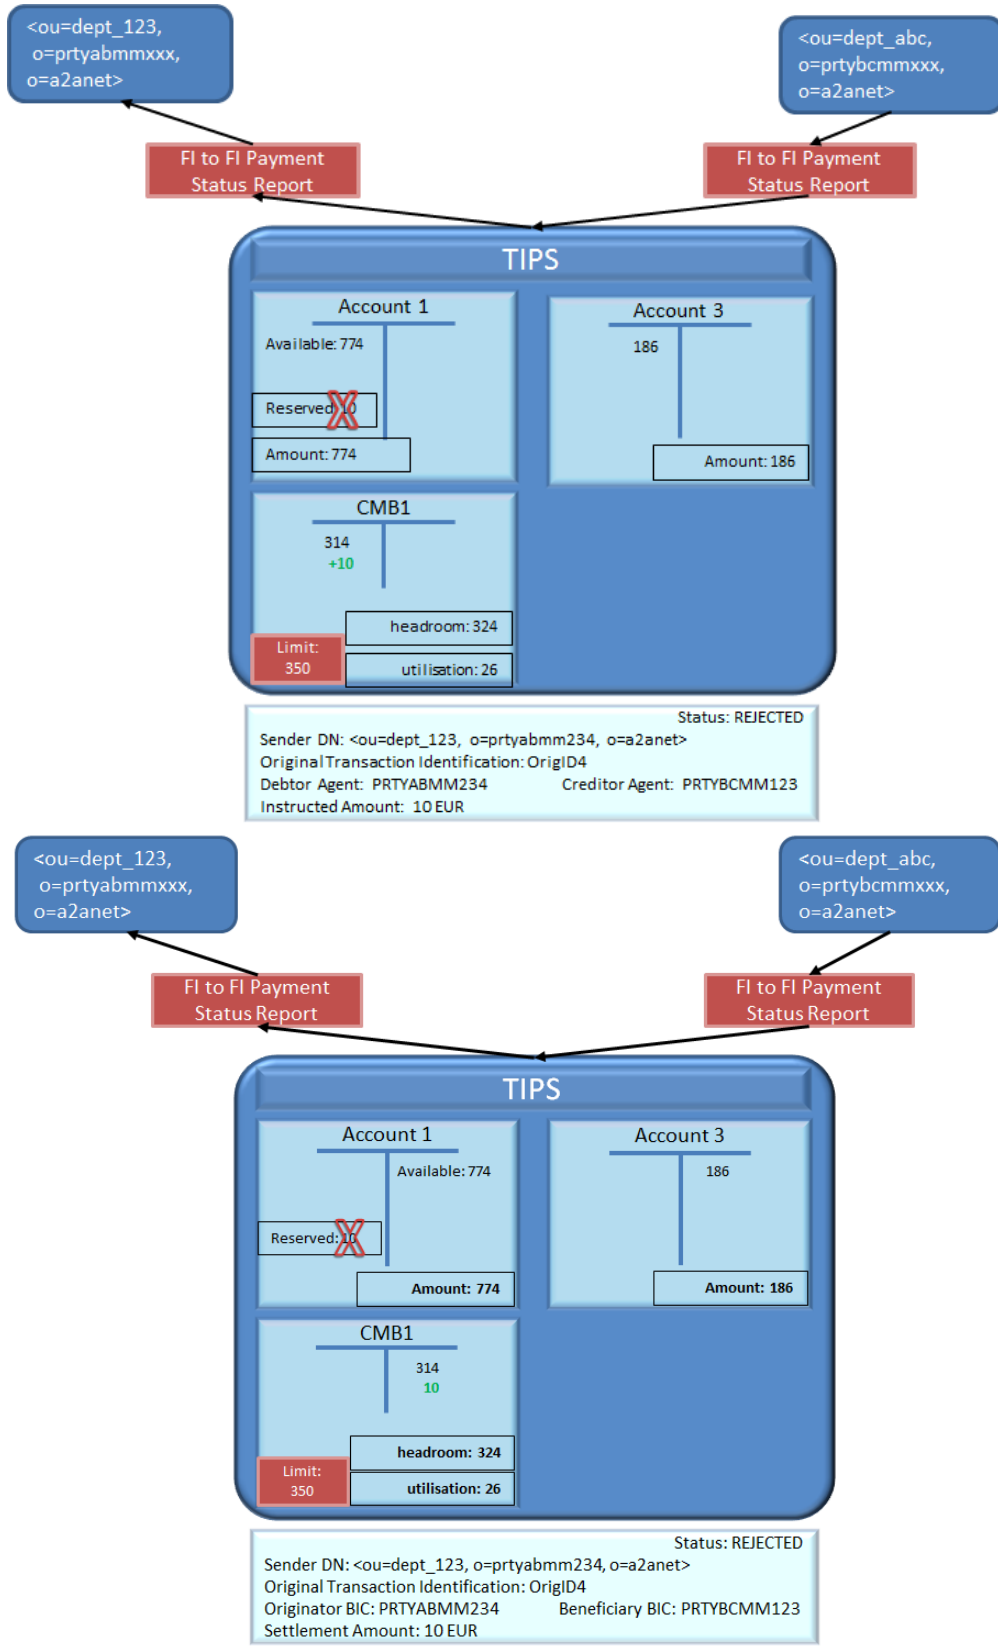 <ou=dept_123,
o=prtyabmmxxx,
o=a2anet>
<ou=dept_abc,
o=prtybcmmxxx,
o=a2anet>
FI to FI Payment
Status Report
FI to FI Payment
Status Report
TIPS
Account 1
Available: 774
Reserved: 10
Amount: 774
Account 3
186
Amount: 186
CMB1
314
+10
headroom: 324
Limit:
350
utilisation: 26
Status: REJECTED
Sender DN: <ou=dept_123, o=prtyabmm234, o=a2anet>
Original Transaction Identification: OrigID4
Debtor Agent: PRTYABMM234 Creditor Agent: PRTYBCMM123
Instructed Amount: 10 EUR
<ou=dept_123,
o=prtyabmmxxx,
o=a2anet>
<ou=dept_abc,
o=prtybcmmxxx,
o=a2anet>
FI to FI Payment
Status Report
FI to FI Payment
Status Report
TIPS
Account 1
Available: 774
Reserved: 10
Amount: 774
Account 3
186
Amount: 186
CMB1
314
10
headroom: 324
Limit:
350
utilisation: 26
Status: REJECTED
Sender DN: <ou=dept_123, o=prtyabmm234, o=a2anet>
Original Transaction Identification: OrigID4
Originator BIC: PRTYABMM234 Beneficiary BIC: PRTYBCMM123
Settlement Amount: 10 EUR